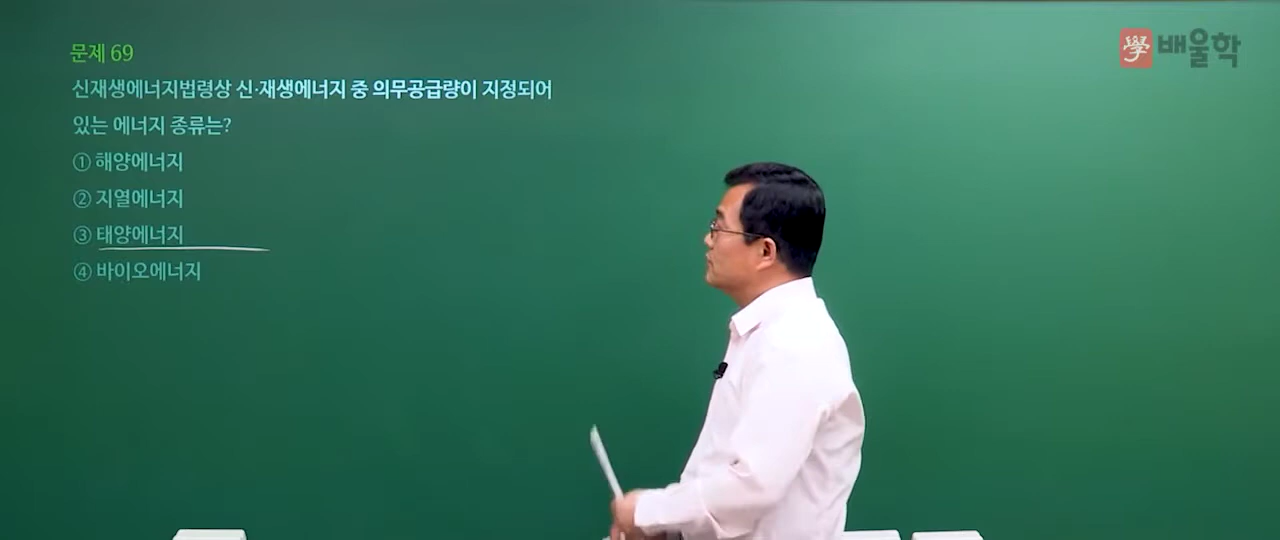 學 배울학
문제 69
신재생에너지법령상 신·재생에너지 중 의무공급량이 지정되어
있는 에너지 종류는?
① 해양에너지
② 지열에너지
③ 태양에너지
④ 바이오에너지